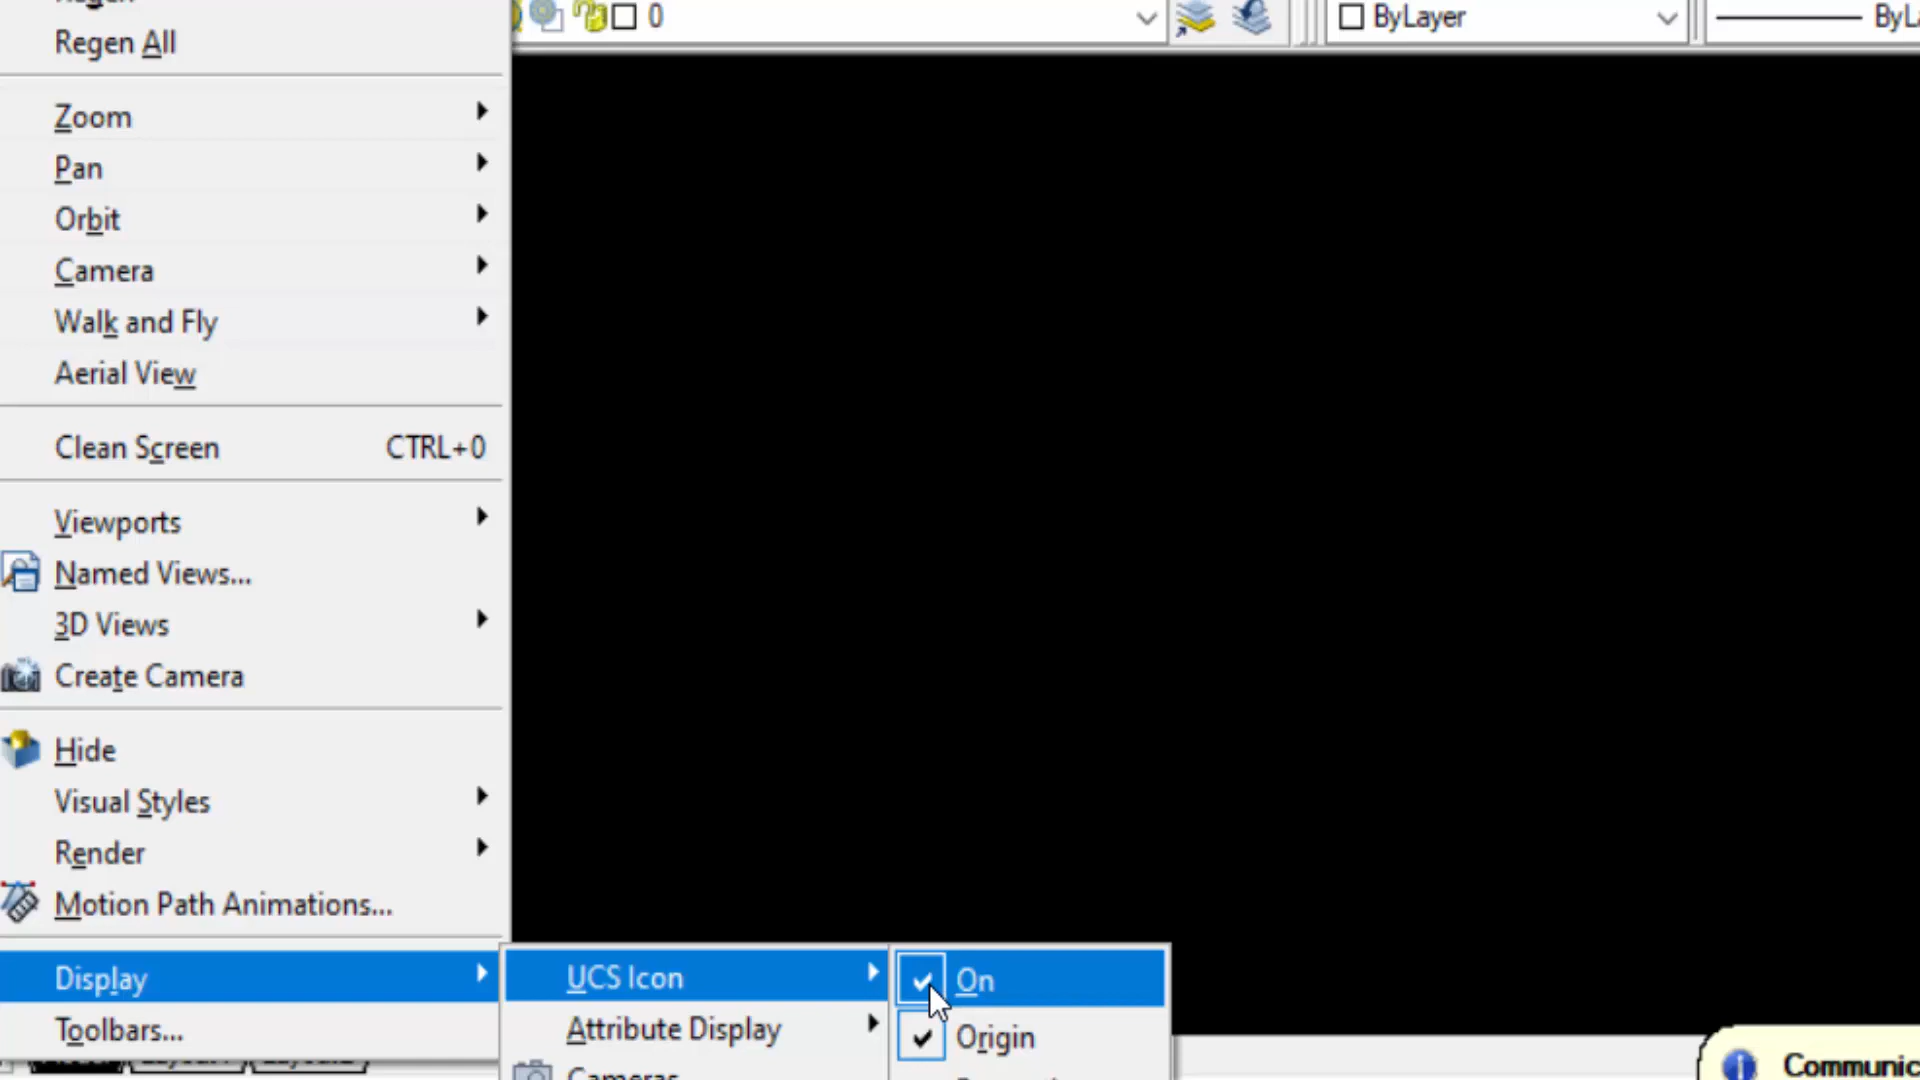 Regen
Regen All
Zoom
Pan
Orbit
Camera
Walk and Fly
Aerial View
Clean Screen CTRL+0
Viewports
Named Views...
3D Views
Create Camera
Hide
Visual Styles
Render
Motion Path Animations...
Display
Toolbars...
0
ByLayer
ByL
UCS Icon
Attribute Display
Cameras
On
Origin
Communic